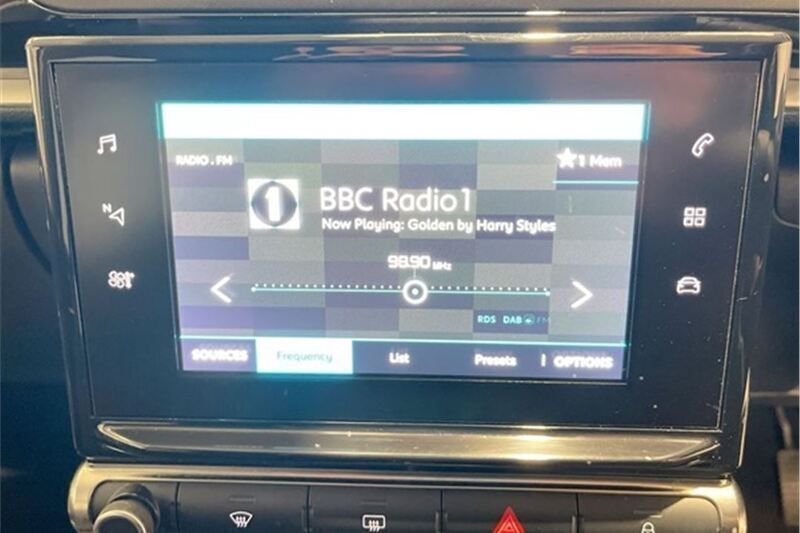 RADIO . FM
1 Mem
1
BBC Radio 1
Now Playing: Golden by Harry Styles
98.90 MHz
N
RDS DAB FM
SOURCES Frequency List Presets OPTIONS